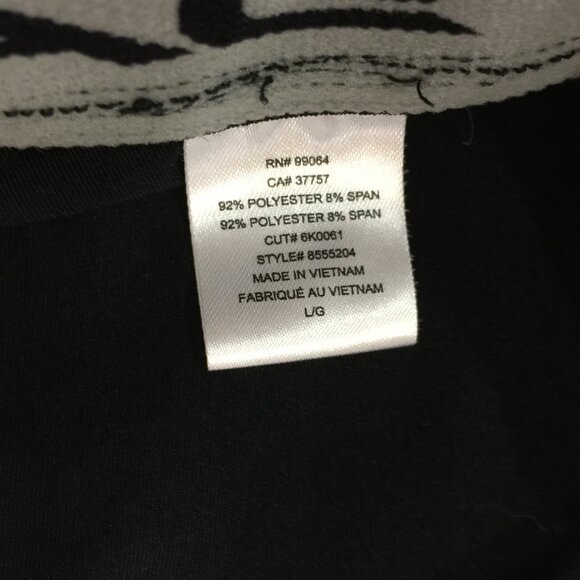 RN# 99064
CA# 37757
92% POLYESTER 8% SPAN
92% POLYESTER 8% SPAN
CUT# 6K0061
STYLE# 8555204
MADE IN VIETNAM
FABRIQUÉ AU VIETNAM
L/G